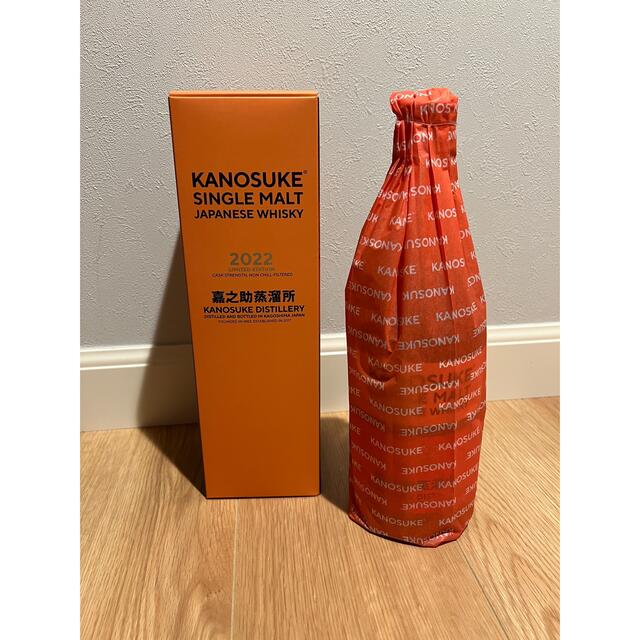 KANOSUKE®
SINGLE MALT
JAPANESE WHISKY
2022
LIMITED EDITION
CASK STRENGTH, NON CHILL-FILTERED
嘉之助蒸溜所
KANOSUKE DISTILLERY
DISTILLED AND BOTTLED IN KAGOSHIMA JAPAN
KANOSUKE
KANOSUKE
KANOSUKE
KANOSUKE
KANOSUKE
KANOSUKE
KANOSUKE
KANOSUKE